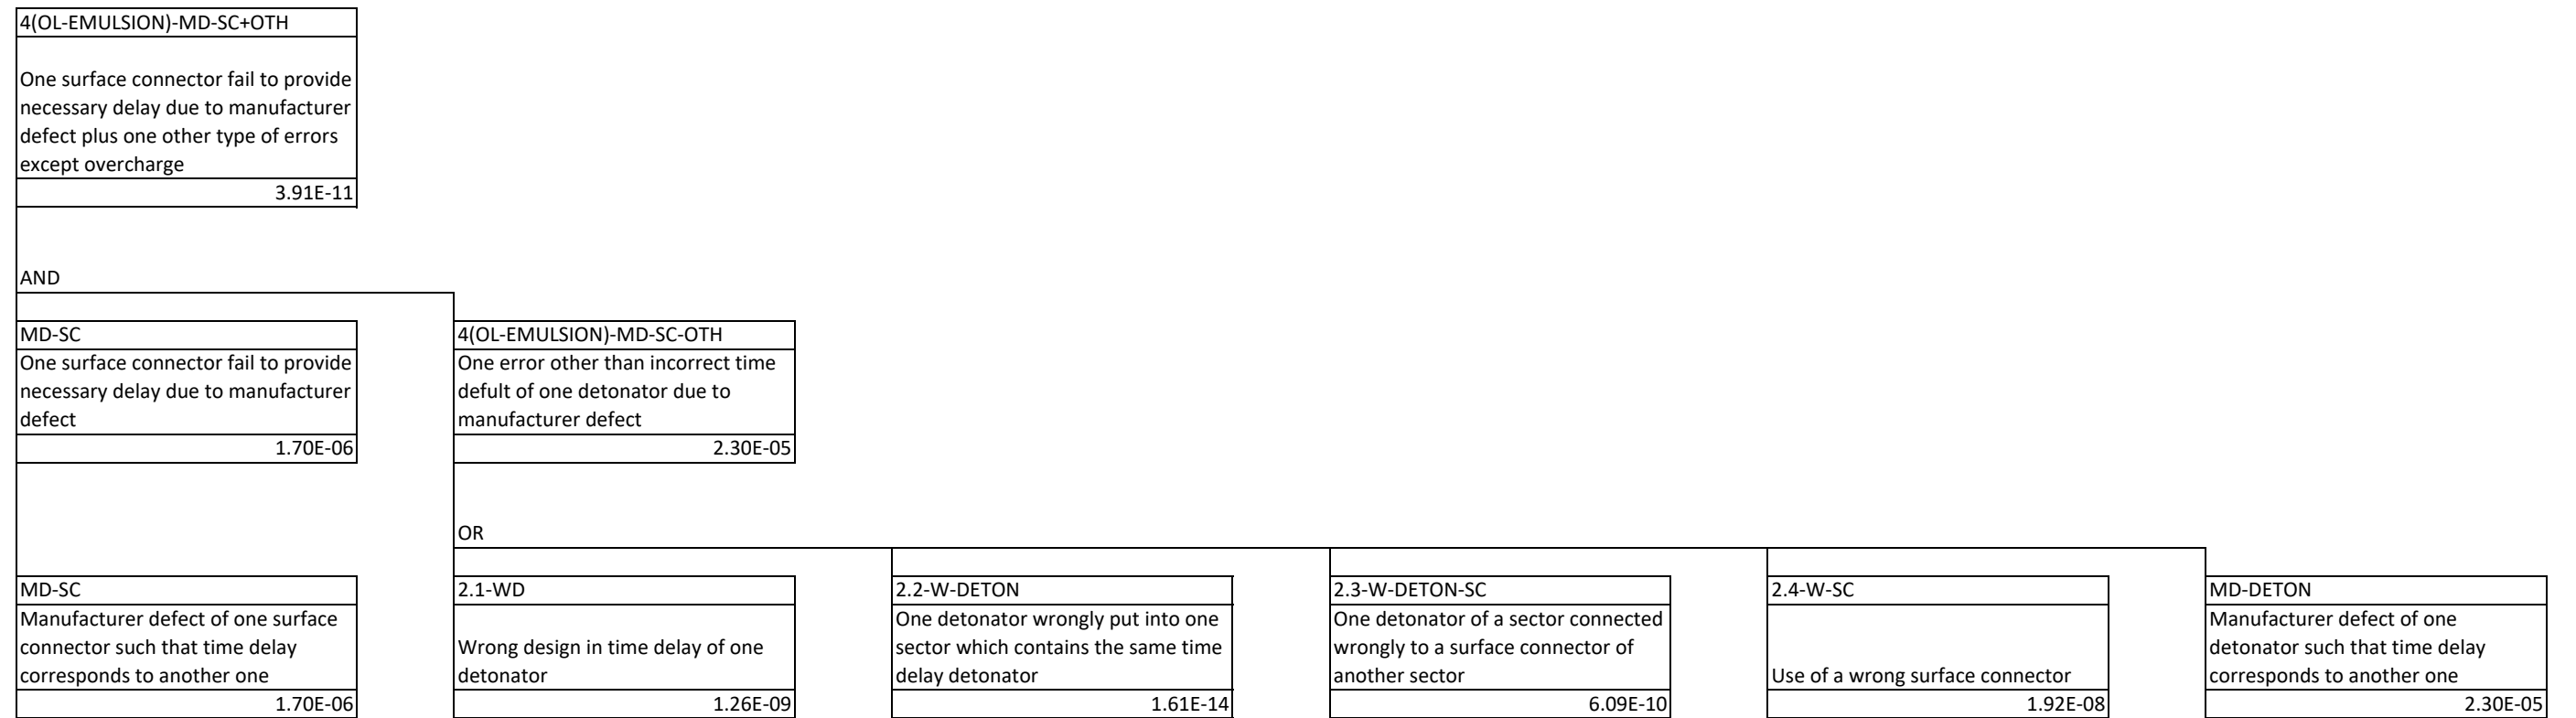 4(OL-EMULSION)-MD-SC+OTH
One surface connector fail to provide
necessary delay due to manufacturer
defect plus one other type of errors
except overcharge
3.91E-11
AND
MD-SC
One surface connector fail to provide
necessary delay due to manufacturer
defect
1.70E-06
4(OL-EMULSION)-MD-SC-OTH
One error other than incorrect time
defult of one detonator due to
manufacturer defect
2.30E-05
OR
MD-SC
Manufacturer defect of one surface
connector such that time delay
corresponds to another one
1.70E-06
2.1-WD
Wrong design in time delay of one
detonator
1.26E-09
2.2-W-DETON
One detonator wrongly put into one
sector which contains the same time
delay detonator
1.61E-14
2.3-W-DETON-SC
One detonator of a sector connected
wrongly to a surface connector of
another sector
6.09E-10
2.4-W-SC
Use of a wrong surface connector
1.92E-08
MD-DETON
Manufacturer defect of one
detonator such that time delay
corresponds to another one
2.30E-05